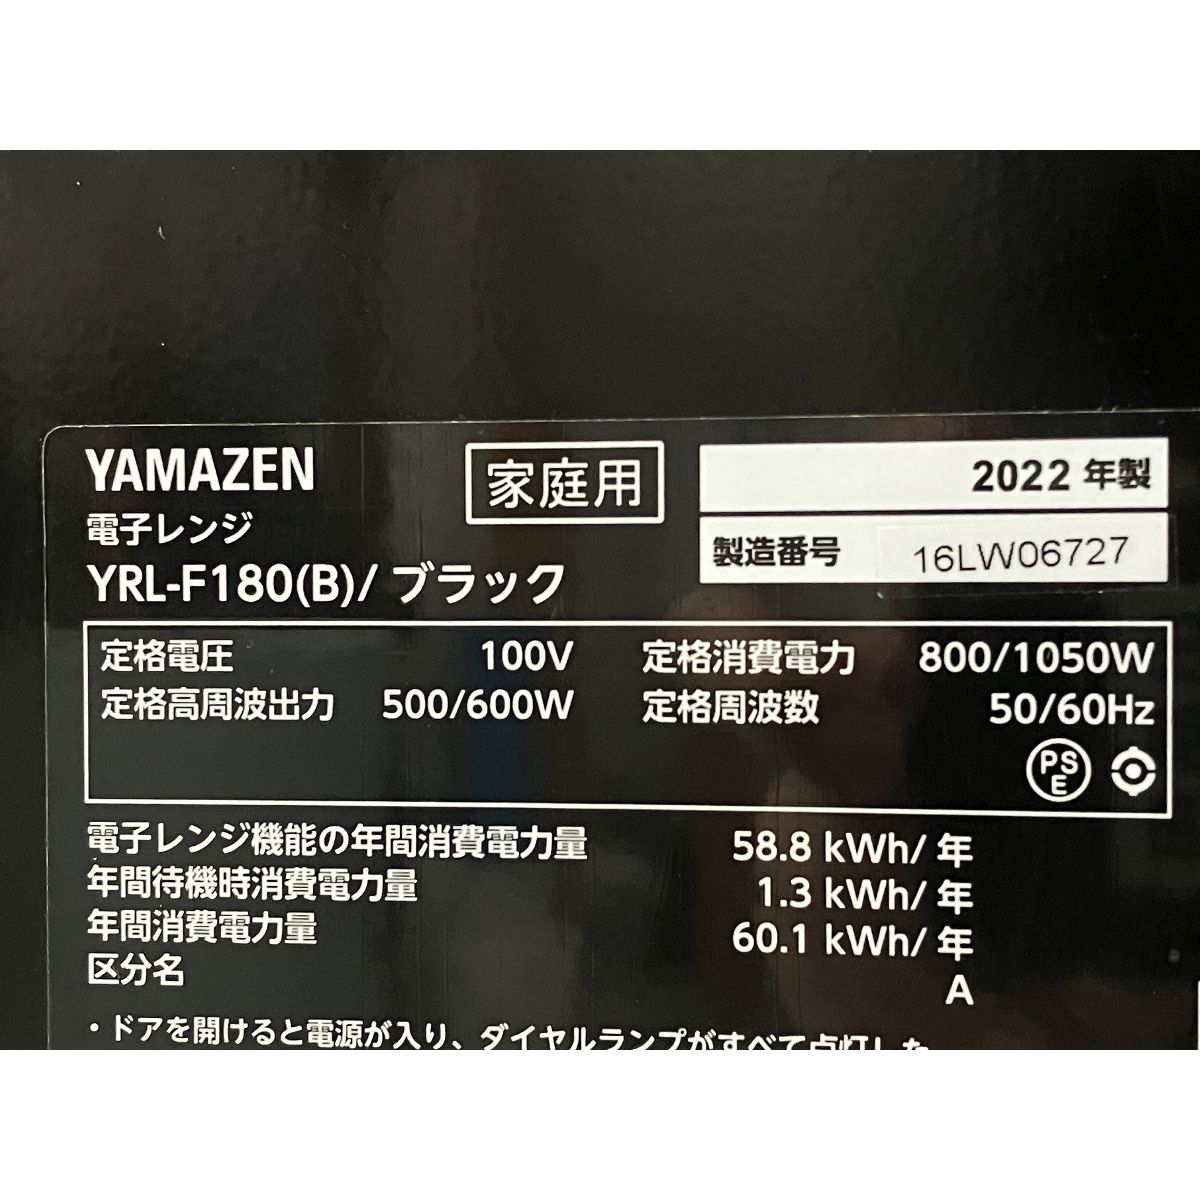 YAMAZEN
家庭用
2022 年製
電子レンジ
製造番号 16LW06727
YRL-F180(B)/ ブラック
定格電圧 100V 定格消費電力 800/1050W
定格高周波出力 500/600W 定格周波数 50/60Hz
PSE
電子レンジ機能の年間消費電力量 58.8 kWh/ 年
年間待機時消費電力量 1.3 kWh/ 年
年間消費電力量 60.1 kWh/ 年
区分名 A
・ドアを開けると電源が入り、ダイヤルランプがすべて点灯した